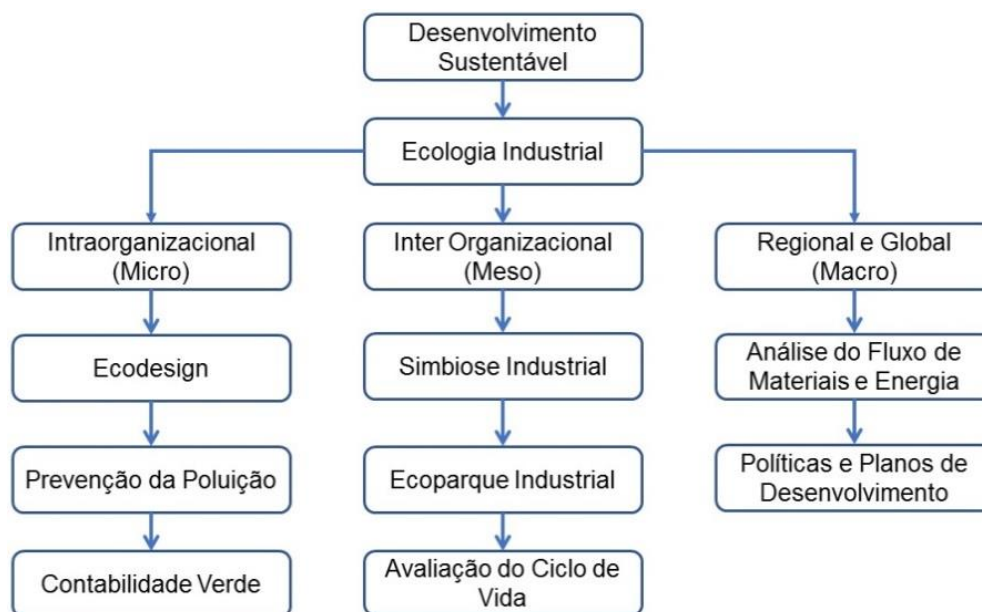 Desenvolvimento
Sustentável
Ecologia Industrial
Intraorganizacional
(Micro)
Inter Organizacional
(Meso)
Regional e Global
(Macro)
Ecodesign
Simbiose Industrial
Análise do Fluxo de
Materiais e Energia
Prevenção da Poluição
Ecoparque Industrial
Políticas e Planos de
Desenvolvimento
Contabilidade Verde
Avaliação do Ciclo de
Vida